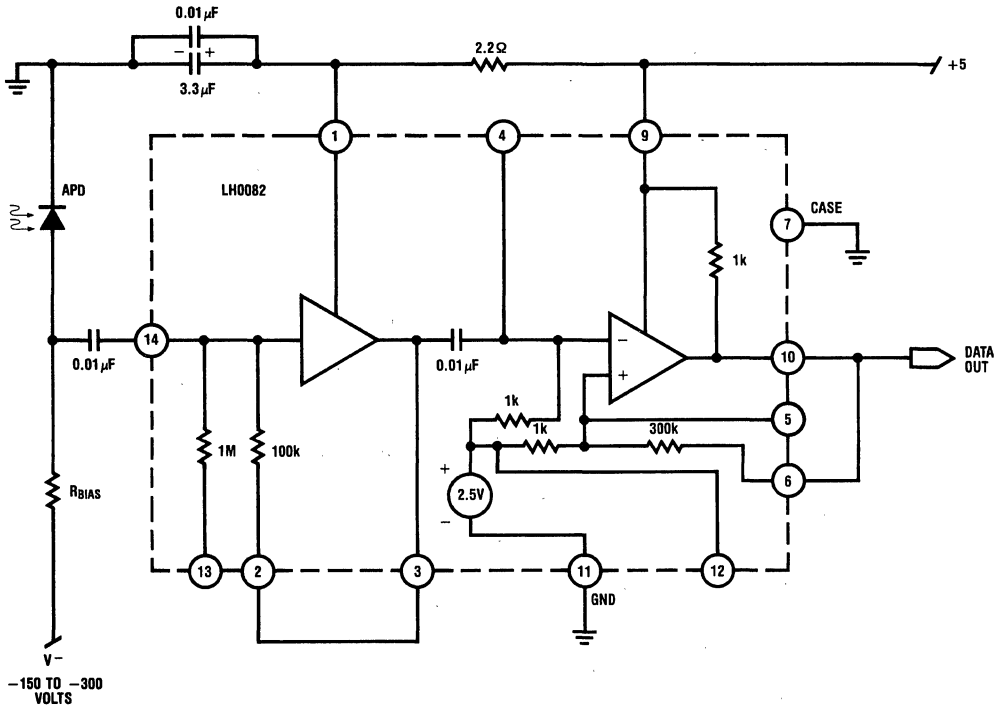 0.01µF
− +
3.3µF
2.2Ω
+5
1
4
9
LH0082
APD
7
CASE
1k
14
0.01µF
0.01µF
−
+
10
DATA
OUT
1k
1k
300k
5
1M
100k
6
RBIAS
+
2.5V
−
13
2
3
11
12
GND
V−
−150 TO −300
VOLTS